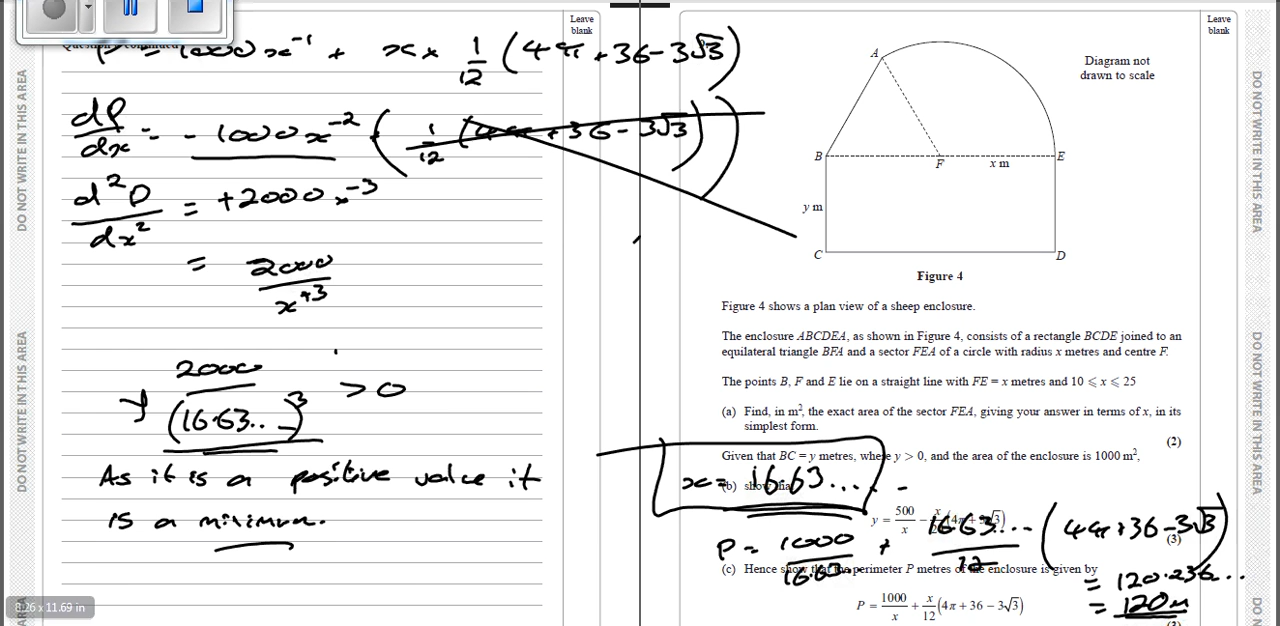 Leave
blank
P = 1000x⁻¹ + x × 1/12 (4π + 36 - 3√3)
dP/dx = - 1000x⁻² ( 1/12 (4π + 36 - 3√3) )
d²P/dx² = +2000x⁻³
= 2000/x⁺³
→ 2000/(16.63...)³ > 0
As it is a positive value it
is a minimum.
8.26 x 11.69 in
DO NOT WRITE IN THIS AREA
DO NOT WRITE IN THIS AREA
Leave
blank
Diagram not
drawn to scale
A
B
F
x m
E
y m
C
D
Figure 4
Figure 4 shows a plan view of a sheep enclosure.
The enclosure ABCDEA, as shown in Figure 4, consists of a rectangle BCDE joined to an
equilateral triangle BFA and a sector FEA of a circle with radius x metres and centre F.
The points B, F and E lie on a straight line with FE = x metres and 10 ⩽ x ⩽ 25
(a) Find, in m², the exact area of the sector FEA, giving your answer in terms of x, in its
simplest form.
(2)
Given that BC = y metres, where y > 0, and the area of the enclosure is 1000 m²,
(b) show that
x = 16.63...
y = 500/x -
(3)
P = 1000/16.63... + 16.63.../12 (4π + 36 - 3√3)
= 120.236...
= 120m
(c) Hence show that the perimeter P metres of the enclosure is given by
P = 1000/x + x/12 (4π + 36 − 3√3)
DO NOT WRITE IN THIS AREA
DO NOT WRITE IN THIS AREA